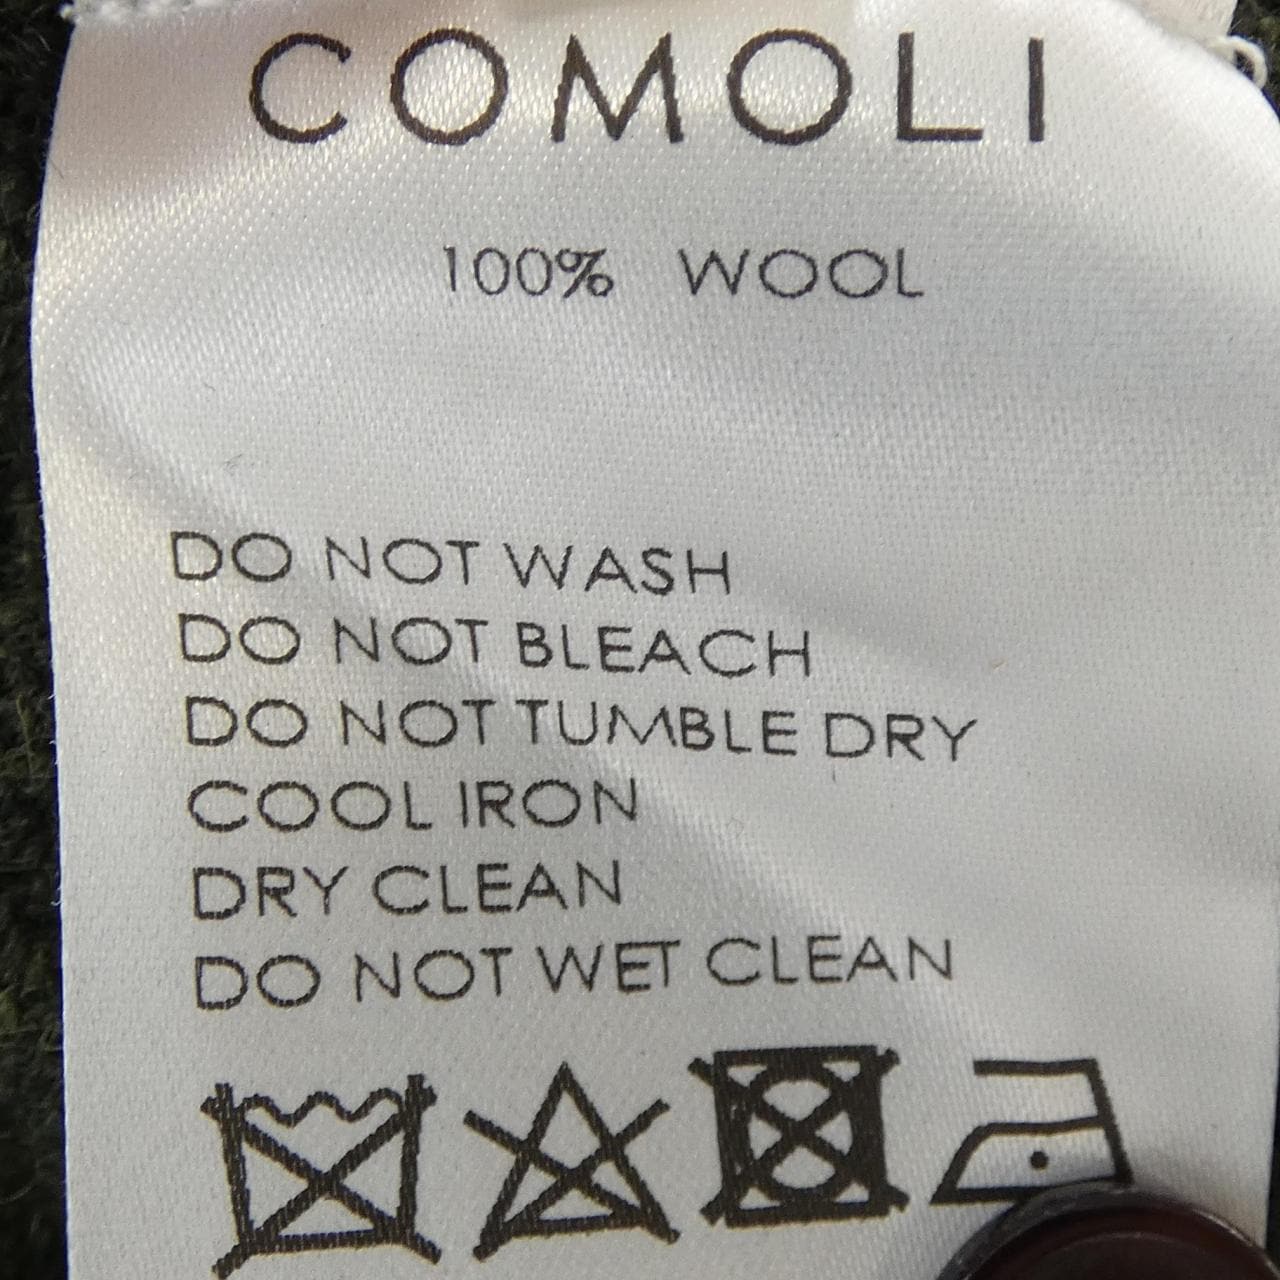 COMOLI
100% WOOL
DO NOT WASH
DO NOT BLEACH
DO NOT TUMBLE DRY
COOL IRON
DRY CLEAN
DO NOT WET CLEAN